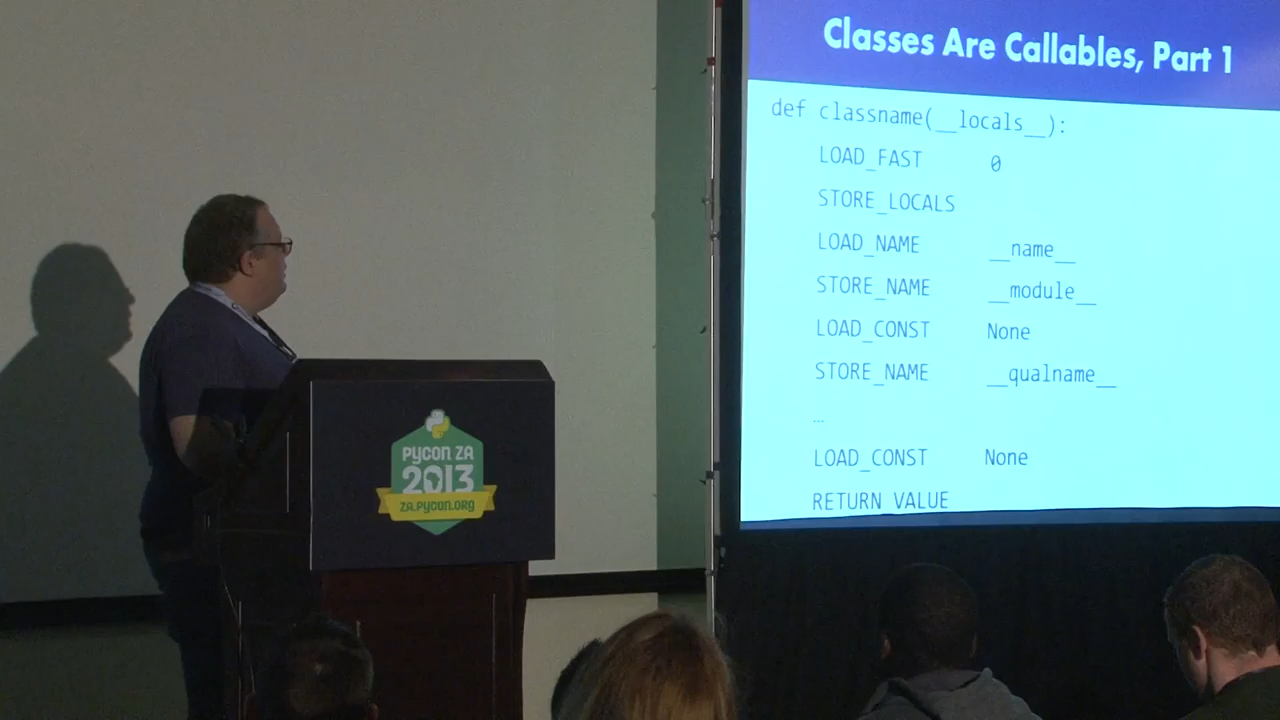 Classes Are Callables, Part 1
def classname(__locals__):
LOAD_FAST 0
STORE_LOCALS
LOAD_NAME __name__
STORE_NAME __module__
LOAD_CONST None
STORE_NAME __qualname__
…
LOAD_CONST None
RETURN_VALUE
PYCON ZA
2013
ZA.PYCON.ORG